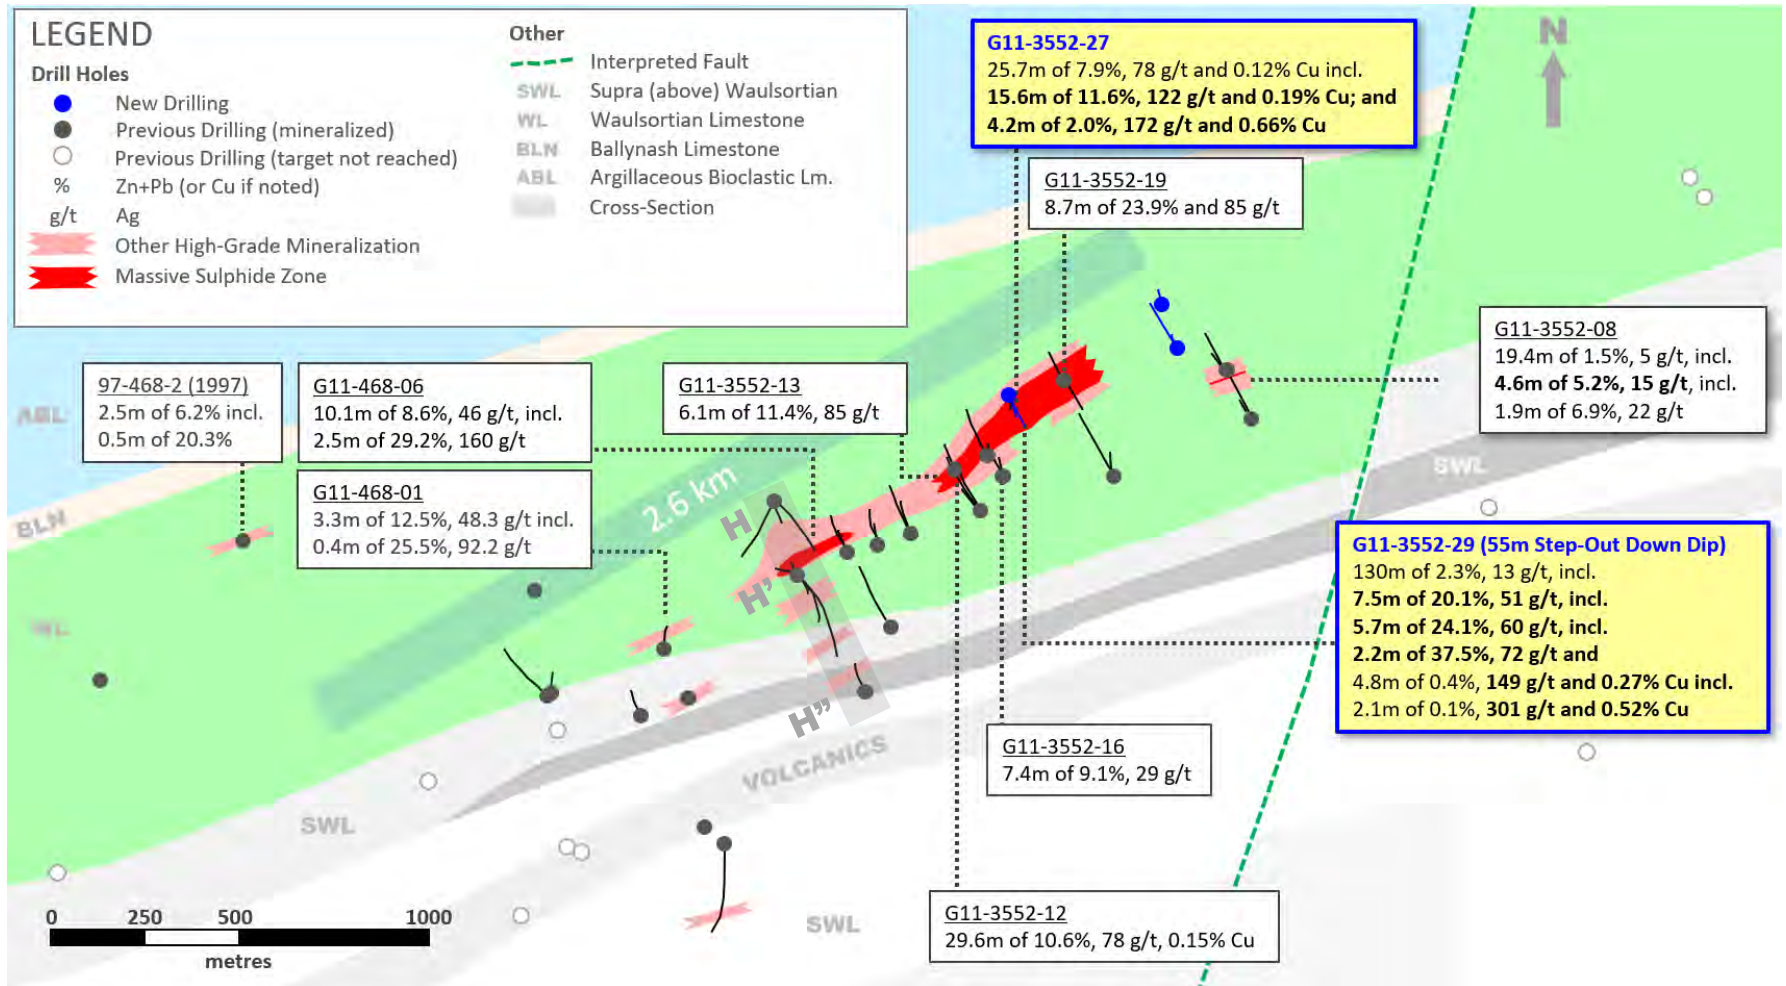 LEGEND
Drill Holes
New Drilling
Previous Drilling (mineralized)
Previous Drilling (target not reached)
% Zn+Pb (or Cu if noted)
g/t Ag
Other High-Grade Mineralization
Massive Sulphide Zone
Other
Interpreted Fault
SWL Supra (above) Waulsortian
WL Waulsortian Limestone
BLN Ballynash Limestone
ABL Argillaceous Bioclastic Lm.
Cross-Section
G11-3552-27
25.7m of 7.9%, 78 g/t and 0.12% Cu incl.
15.6m of 11.6%, 122 g/t and 0.19% Cu; and
4.2m of 2.0%, 172 g/t and 0.66% Cu
N
G11-3552-19
8.7m of 23.9% and 85 g/t
G11-3552-08
19.4m of 1.5%, 5 g/t, incl.
4.6m of 5.2%, 15 g/t, incl.
1.9m of 6.9%, 22 g/t
97-468-2 (1997)
2.5m of 6.2% incl.
0.5m of 20.3%
G11-468-06
10.1m of 8.6%, 46 g/t, incl.
2.5m of 29.2%, 160 g/t
G11-3552-13
6.1m of 11.4%, 85 g/t
G11-468-01
3.3m of 12.5%, 48.3 g/t incl.
0.4m of 25.5%, 92.2 g/t
ABL
BLN
WL
2.6 km
H
H'
H"
SWL
G11-3552-29 (55m Step-Out Down Dip)
130m of 2.3%, 13 g/t, incl.
7.5m of 20.1%, 51 g/t, incl.
5.7m of 24.1%, 60 g/t, incl.
2.2m of 37.5%, 72 g/t and
4.8m of 0.4%, 149 g/t and 0.27% Cu incl.
2.1m of 0.1%, 301 g/t and 0.52% Cu
G11-3552-16
7.4m of 9.1%, 29 g/t
VOLCANICS
SWL
SWL
G11-3552-12
29.6m of 10.6%, 78 g/t, 0.15% Cu
0 250 500 1000
metres